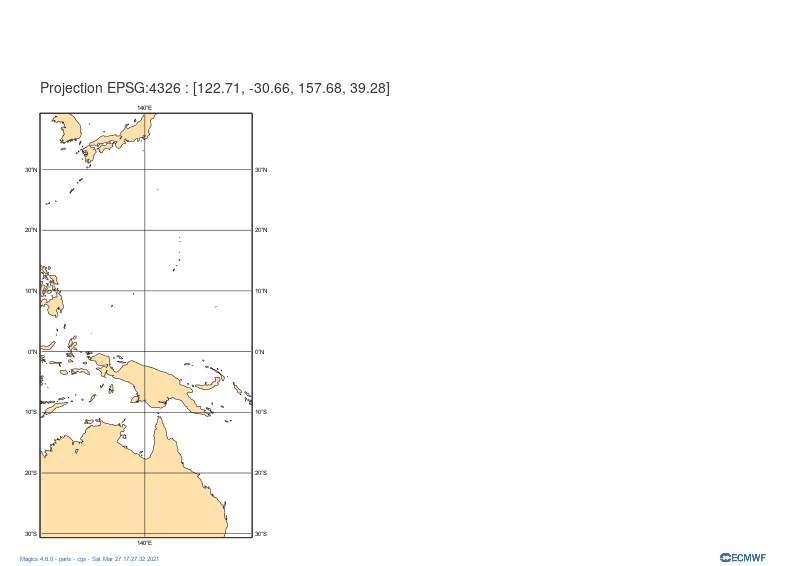 Projection EPSG:4326 : [122.71, -30.66, 157.68, 39.28]
140°E
30°N 30°N
20°N 20°N
10°N 10°N
0°N 0°N
10°S 10°S
20°S 20°S
30°S 30°S
140°E
Magics 4.6.0 - paris - cgs - Sat Mar 27 17:27:32 2021
ECMWF